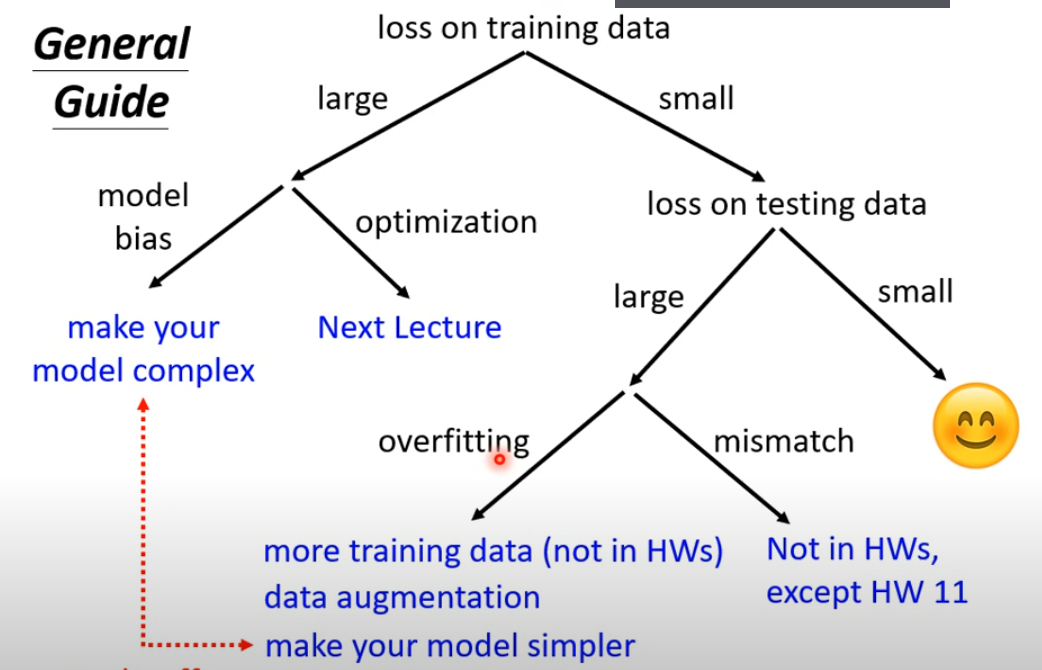 General
Guide
loss on training data
large
small
model
bias
optimization
loss on testing data
make your
model complex
Next Lecture
large
small
overfitting
mismatch
more training data (not in HWs)
data augmentation
make your model simpler
Not in HWs,
except HW 11